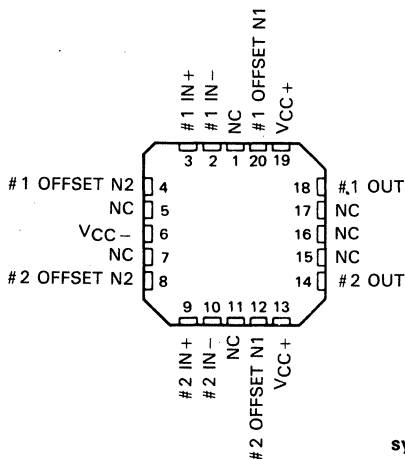 #1 IN+
#1 IN-
NC
#1 OFFSET N1
VCC+
3 2 1 20 19
#1 OFFSET N2 4
NC 5
VCC- 6
NC 7
#2 OFFSET N2 8
18 #1 OUT
17 NC
16 NC
15 NC
14 #2 OUT
9 10 11 12 13
#2 IN+
#2 IN-
NC
#2 OFFSET N1
VCC+
sy